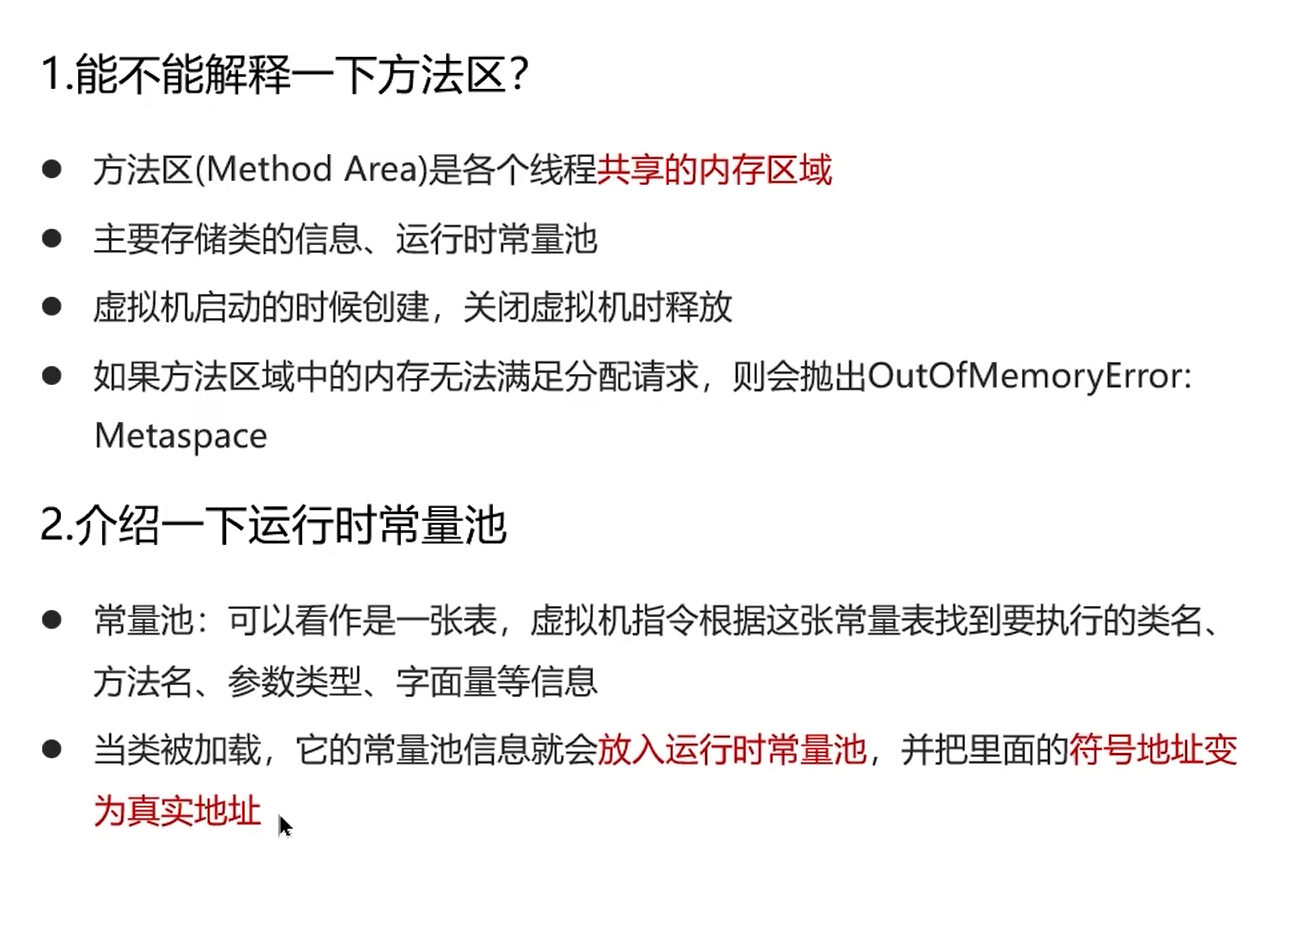 1.能不能解释一下方法区？
● 方法区(Method Area)是各个线程共享的内存区域
● 主要存储类的信息、运行时常量池
● 虚拟机启动的时候创建，关闭虚拟机时释放
● 如果方法区域中的内存无法满足分配请求，则会抛出OutOfMemoryError:
Metaspace
2.介绍一下运行时常量池
● 常量池：可以看作是一张表，虚拟机指令根据这张常量表找到要执行的类名、
方法名、参数类型、字面量等信息
● 当类被加载，它的常量池信息就会放入运行时常量池，并把里面的符号地址变
为真实地址